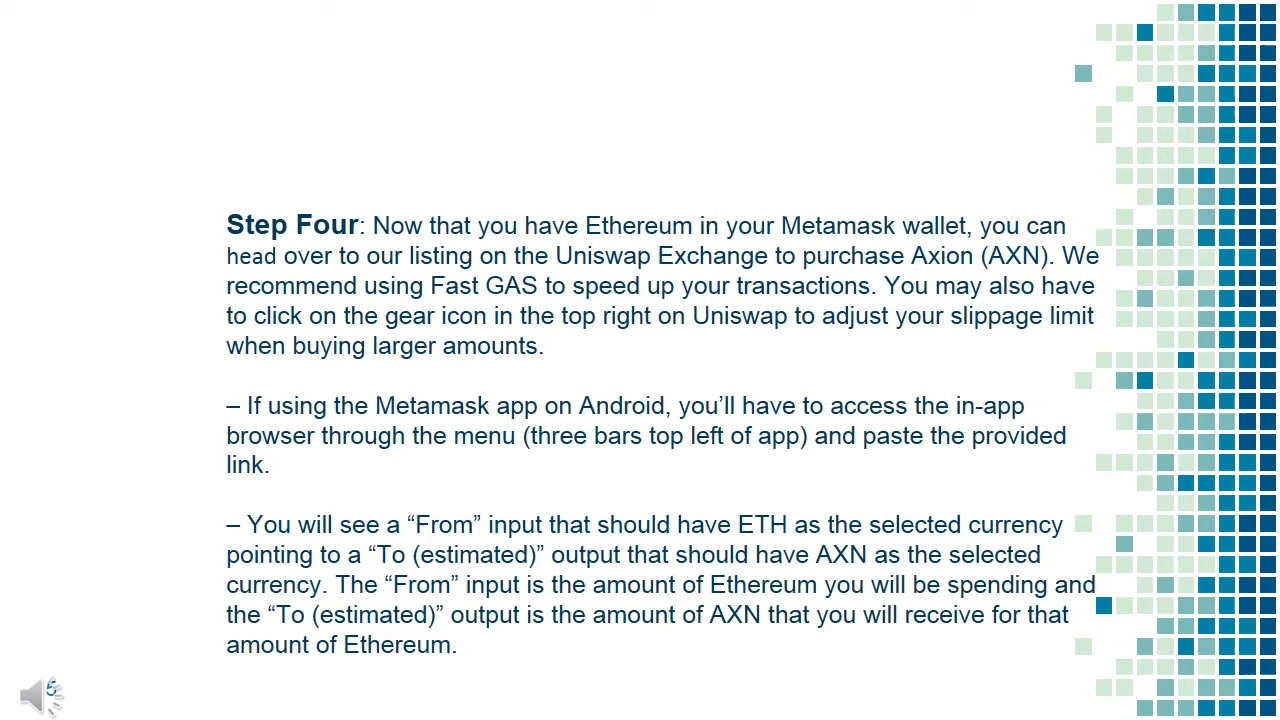 Step Four: Now that you have Ethereum in your Metamask wallet, you can
head over to our listing on the Uniswap Exchange to purchase Axion (AXN). We
recommend using Fast GAS to speed up your transactions. You may also have
to click on the gear icon in the top right on Uniswap to adjust your slippage limit
when buying larger amounts.
– If using the Metamask app on Android, you’ll have to access the in-app
browser through the menu (three bars top left of app) and paste the provided
link.
– You will see a “From” input that should have ETH as the selected currency
pointing to a “To (estimated)” output that should have AXN as the selected
currency. The “From” input is the amount of Ethereum you will be spending and
the “To (estimated)” output is the amount of AXN that you will receive for that
amount of Ethereum.
5